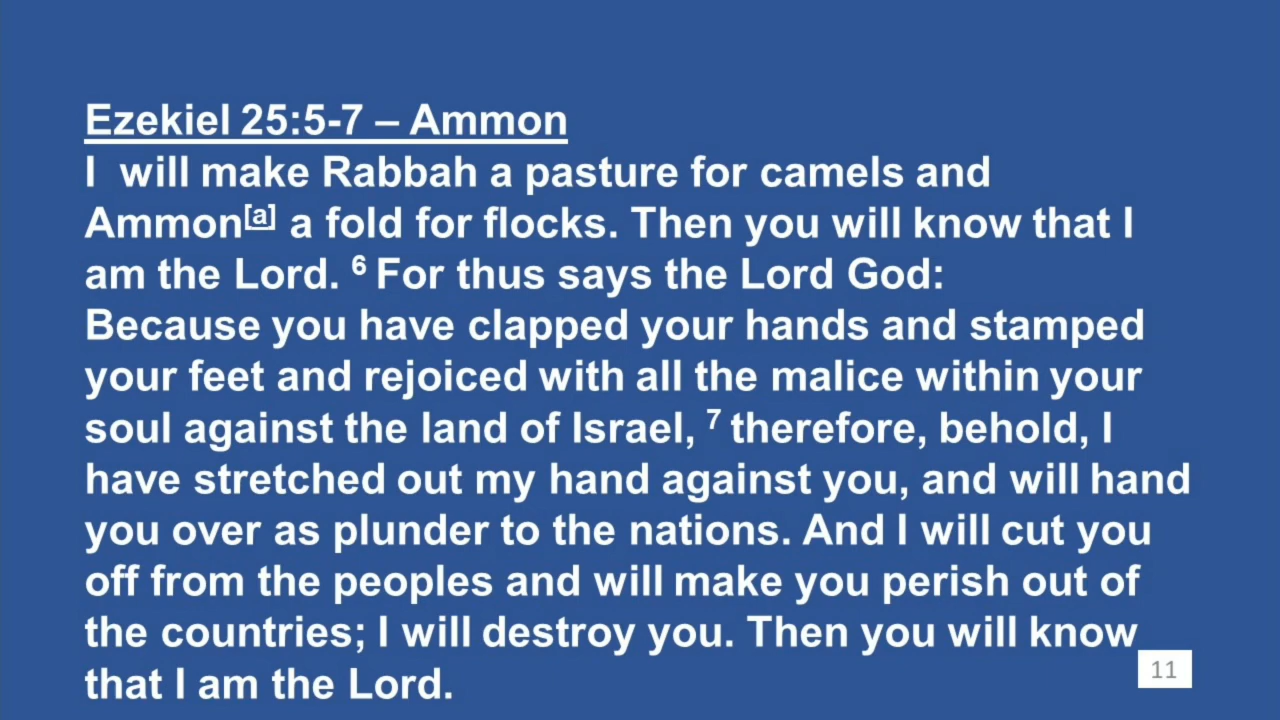 Ezekiel 25:5-7 – Ammon
I  will make Rabbah a pasture for camels and
Ammon[a] a fold for flocks. Then you will know that I
am the Lord. 6 For thus says the Lord God:
Because you have clapped your hands and stamped
your feet and rejoiced with all the malice within your
soul against the land of Israel, 7 therefore, behold, I
have stretched out my hand against you, and will hand
you over as plunder to the nations. And I will cut you
off from the peoples and will make you perish out of
the countries; I will destroy you. Then you will know
that I am the Lord.
11